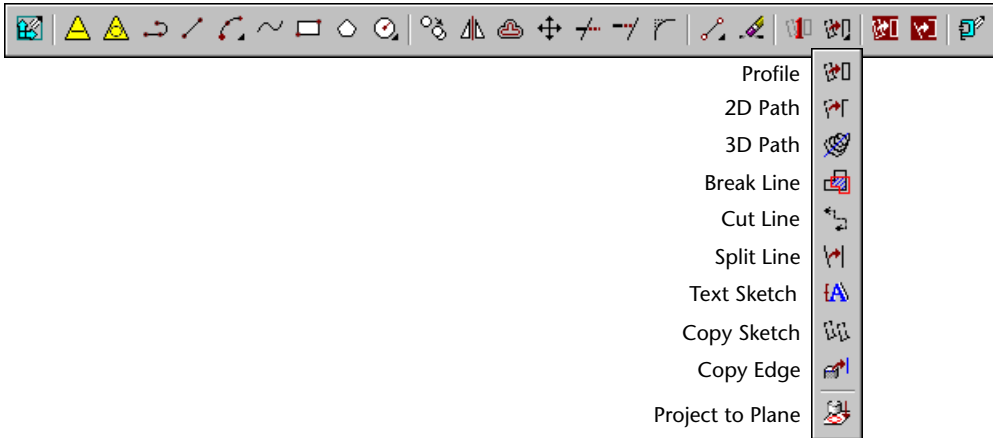 Profile
2D Path
3D Path
Break Line
Cut Line
Split Line
Text Sketch
Copy Sketch
Copy Edge
Project to Plane